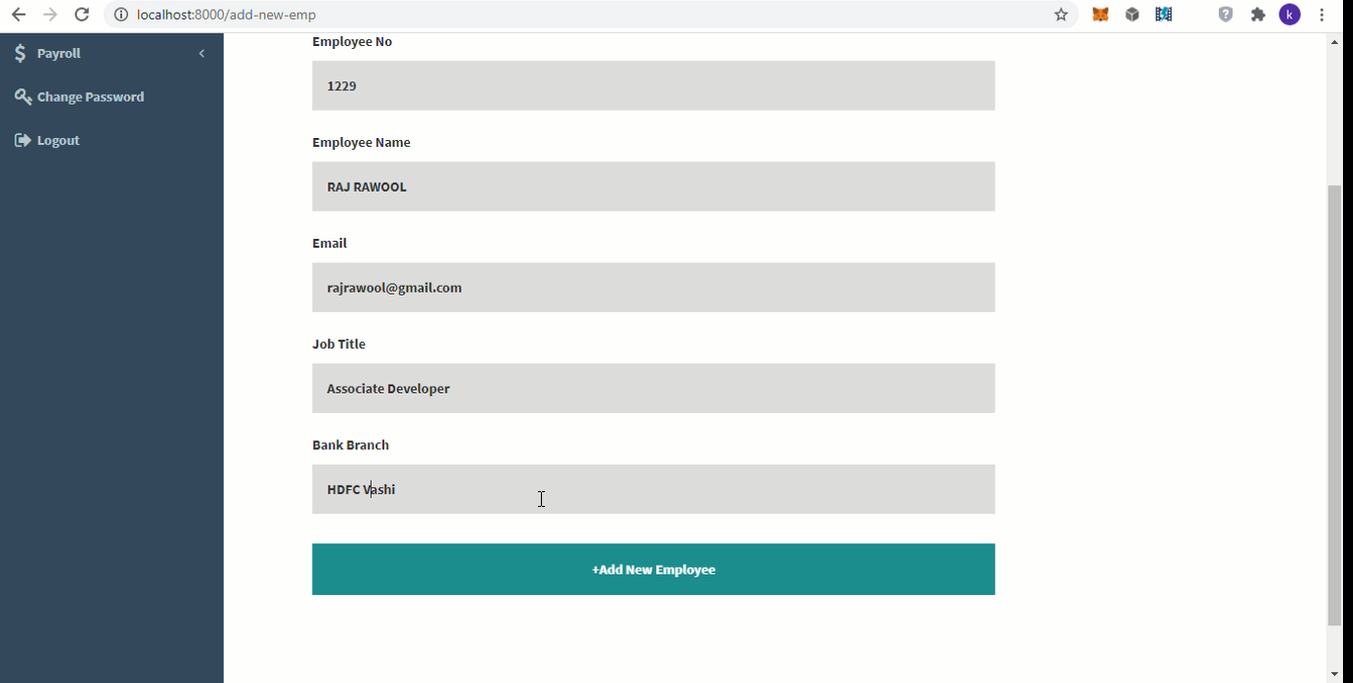 localhost:8000/add-new-emp
k
Payroll
Change Password
Logout
Employee No
1229
Employee Name
RAJ RAWOOL
Email
rajrawool@gmail.com
Job Title
Associate Developer
Bank Branch
HDFC Vashi
+Add New Employee